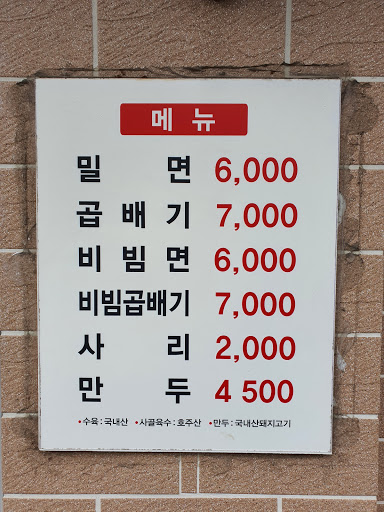 메뉴
밀 면 6,000
곱 배 기 7,000
비 빔 면 6,000
비빔곱배기 7,000
사 리 2,000
만 두 4 500
•수육:국내산 •사골육수:호주산 •만두:국내산돼지고기